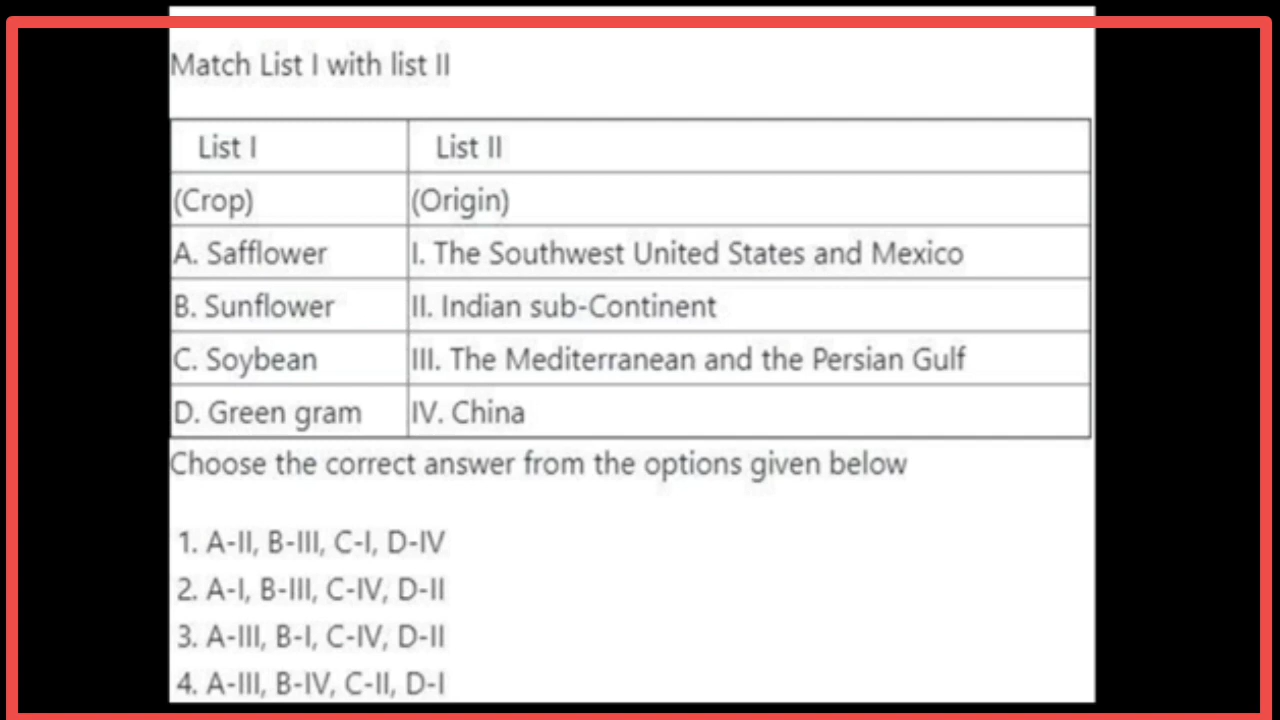 Match List I with list II
List I List II
(Crop) (Origin)
A. Safflower I. The Southwest United States and Mexico
B. Sunflower II. Indian sub-Continent
C. Soybean III. The Mediterranean and the Persian Gulf
D. Green gram IV. China
Choose the correct answer from the options given below
1. A-II, B-III, C-I, D-IV
2. A-I, B-III, C-IV, D-II
3. A-III, B-I, C-IV, D-II
4. A-III, B-IV, C-II, D-I